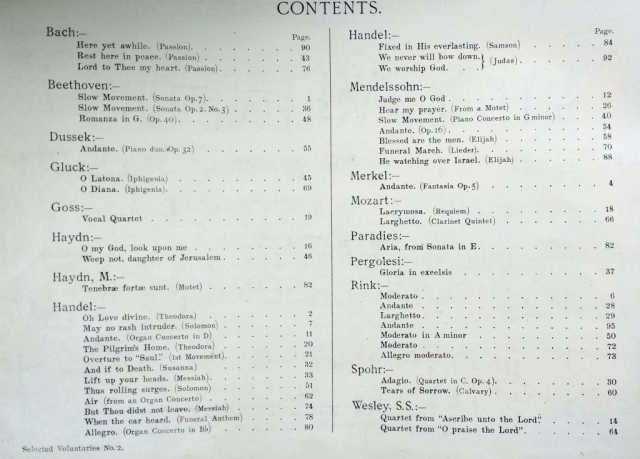 CONTENTS.
Bach:—
Page.
Here yet awhile. (Passion). 90
Rest here in peace. (Passion) 43
Lord to Thee my heart. (Passion). 76
Beethoven:—
Slow Movement. (Sonata Op. 7). 1
Slow Movement. (Sonata Op. 2. No. 3) 36
Romanza in G. (Op. 40). 48
Dussek:—
Andante. (Piano duo. Op. 32) 55
Gluck:—
O Latona. (Iphigenia) 45
O Diana. (Iphigenia). 69
Goss:—
Vocal Quartet 19
Haydn:—
O my God, look upon me 16
Weep not, daughter of Jerusalem 46
Haydn, M:—
Tenebræ fortæ sunt. (Motet) 82
Handel:—
Oh Love divine. (Theodora) 2
May no rash intruder. (Solomon) 7
Andante. (Organ Concerto in D) 11
The Pilgrim's Home. (Theodora) 20
Overture to "Saul". (1st Movement). 21
And if to Death. (Susanna) 32
Lift up your heads. (Messiah) 33
Thus rolling surges. (Solomon) 51
Air (from an Organ Concerto) 62
But Thou didst not leave. (Messiah) 74
When the ear heard. (Funeral Anthem) 78
Allegro. (Organ Concerto in Bb) 80
Selected Voluntaries No. 2.
Handel:—
Page.
Fixed in His everlasting. (Samson) 84
We never will bow down. } (Judas) 92
We worship God.
Mendelssohn:—
Judge me O God 12
Hear my prayer. (From a Motet) 26
Slow Movement. (Piano Concerto in G minor) 40
Andante. (Op. 16) 54
Blessed are the men. (Elijah) 58
Funeral March. (Lieder). 70
He watching over Israel. (Elijah) 88
Merkel:—
Andante. (Fantasia Op. 5) 4
Mozart:—
Lacrymosa. (Requiem) 18
Larghetto. (Clarinet Quintet) 66
Paradies:—
Aria, from Sonata in E. 82
Pergolesi:—
Gloria in excelsis 37
Rink:—
Moderato 6
Andante 28
Larghetto. 29
Andante 95
Moderato in A minor 50
Moderato 72
Allegro moderato. 73
Spohr:—
Adagio. (Quartet in C. Op. 4). 30
Tears of Sorrow. (Calvary) 60
Wesley, S.S:—
Quartet from "Ascribe unto the Lord". 14
Quartet from "O praise the Lord". 64